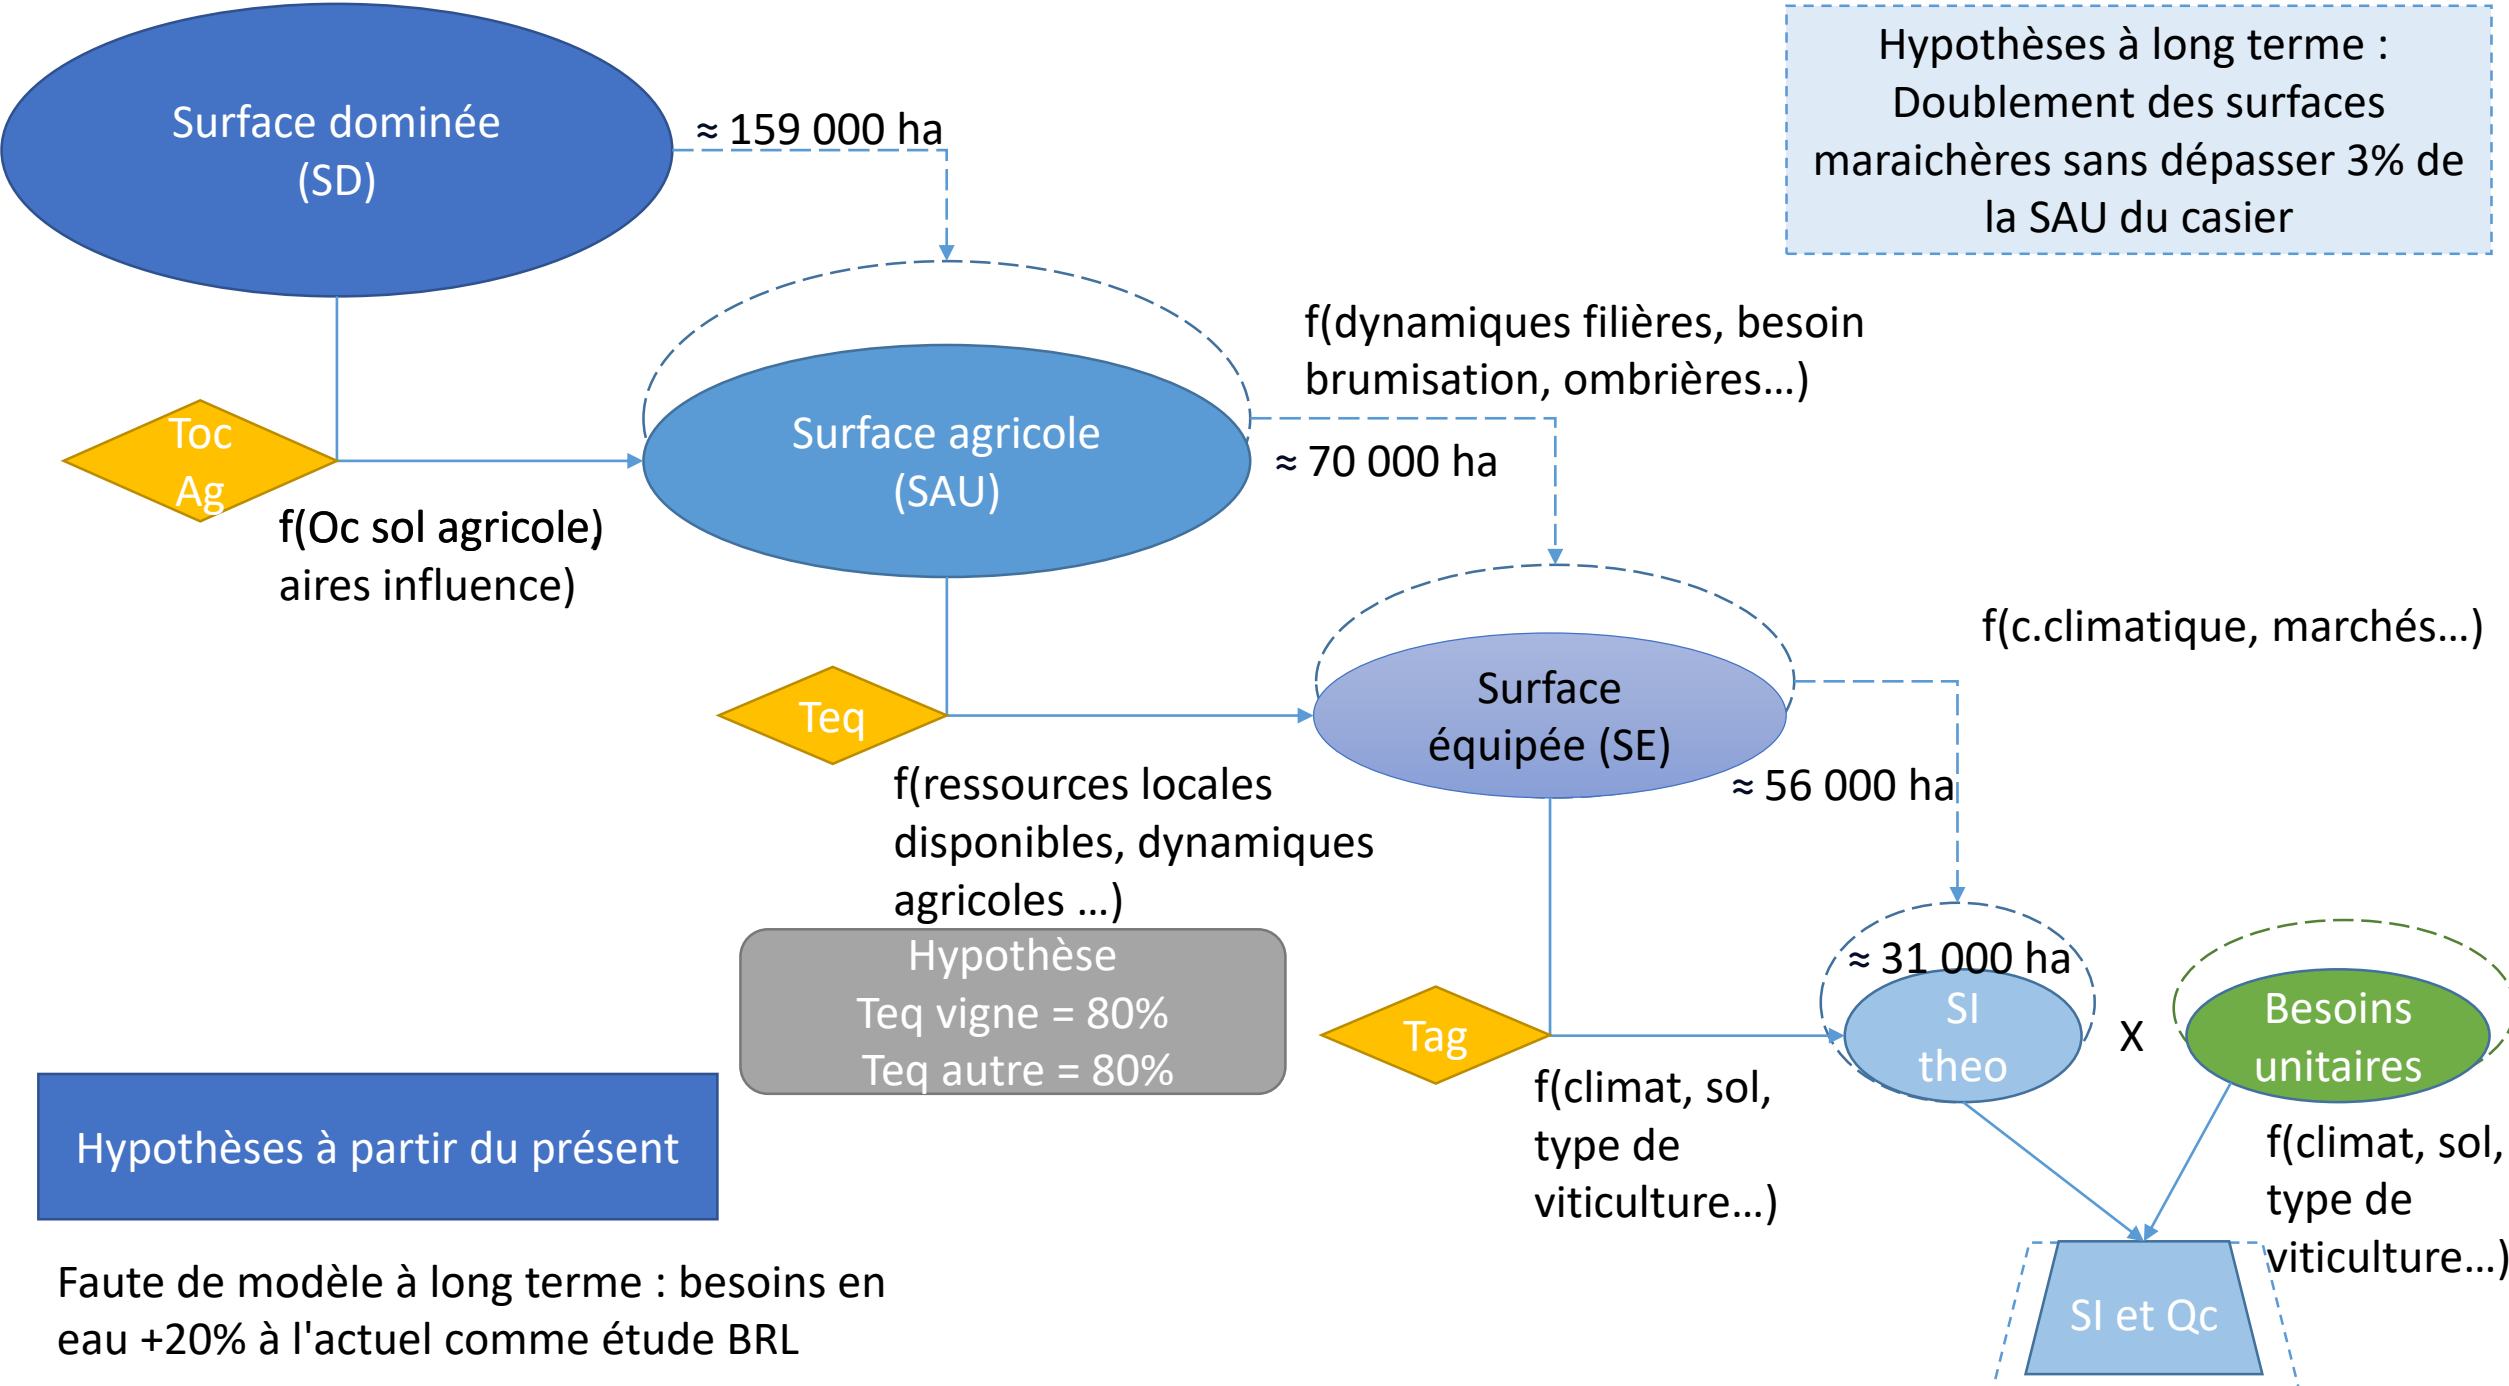 Surface dominée
(SD)
≈ 159 000 ha
Hypothèses à long terme :
Doublement des surfaces
maraichères sans dépasser 3% de
la SAU du casier
f(dynamiques filières, besoin
brumisation, ombrières...)
Toc
Ag
Surface agricole
(SAU)
≈ 70 000 ha
f(Oc sol agricole,
aires influence)
f(c.climatique, marchés...)
Teq
Surface
équipée (SE)
≈ 56 000 ha
f(ressources locales
disponibles, dynamiques
agricoles ...)
Hypothèse
Teq vigne = 80%
Teq autre = 80%
≈ 31 000 ha
SI
theo
X
Besoins
unitaires
Tag
f(climat, sol,
type de
viticulture...)
f(climat, sol,
type de
viticulture...)
Hypothèses à partir du présent
SI et Qc
Faute de modèle à long terme : besoins en
eau +20% à l'actuel comme étude BRL